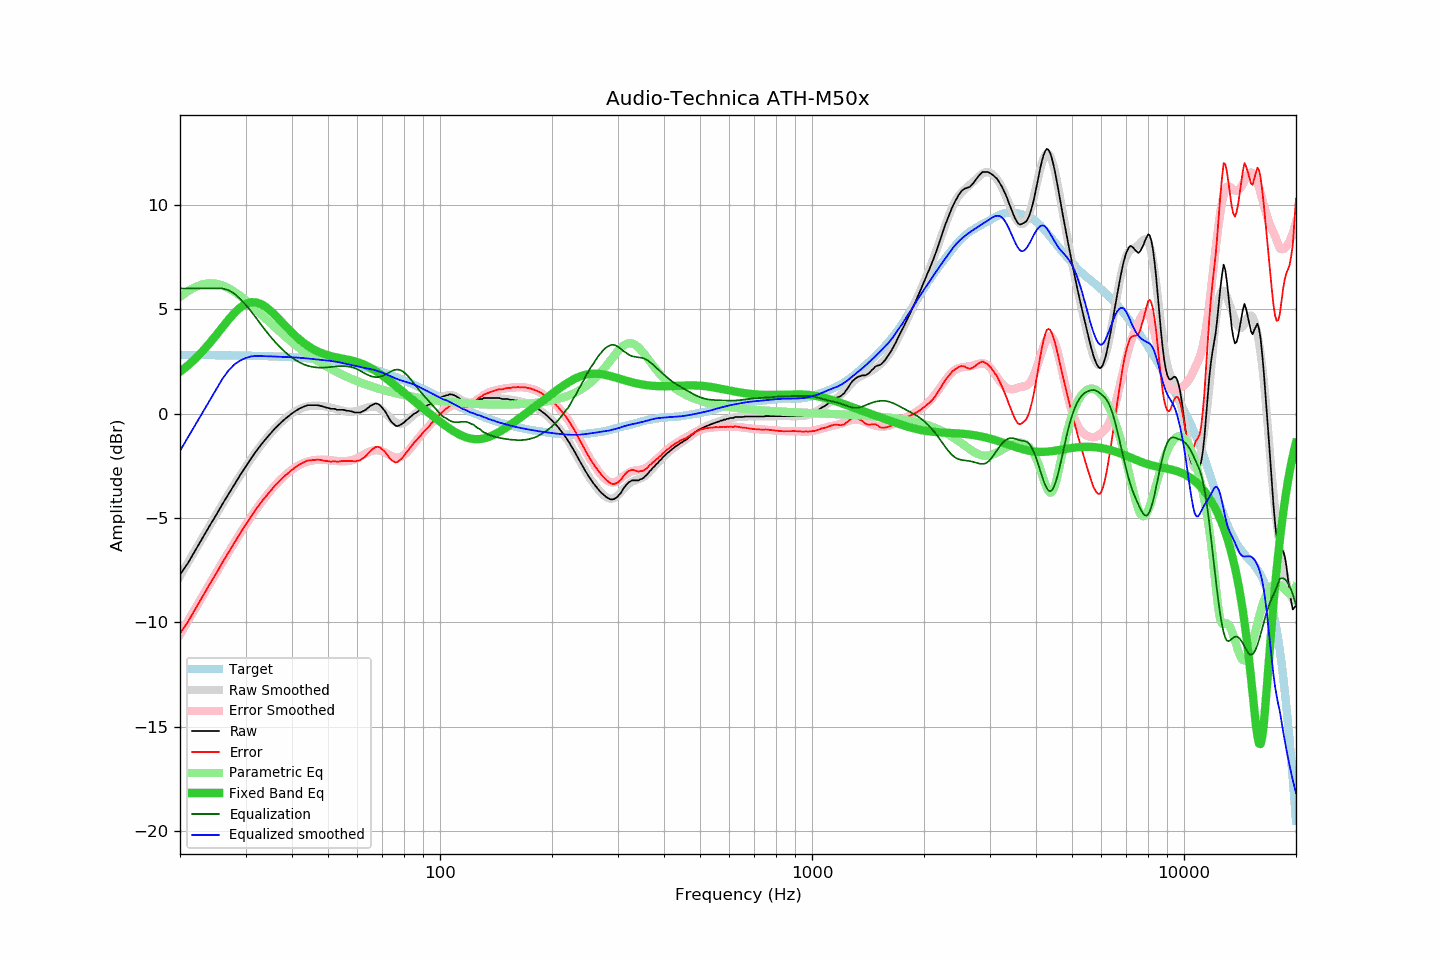 Audio-Technica ATH-M50x
Amplitude (dBr)
10
5
0
−5
−10
−15
−20
Target
Raw Smoothed
Error Smoothed
Raw
Error
Parametric Eq
Fixed Band Eq
Equalization
Equalized smoothed
100
1000
10000
Frequency (Hz)